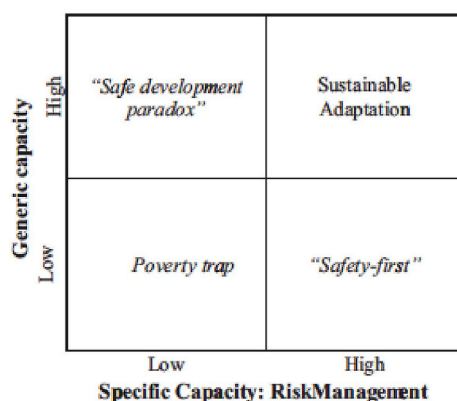 Generic capacity
High
Low
"Safe development
paradox"
Sustainable
Adaptation
Poverty trap
"Safety-first"
Low
High
Specific Capacity: RiskManagement